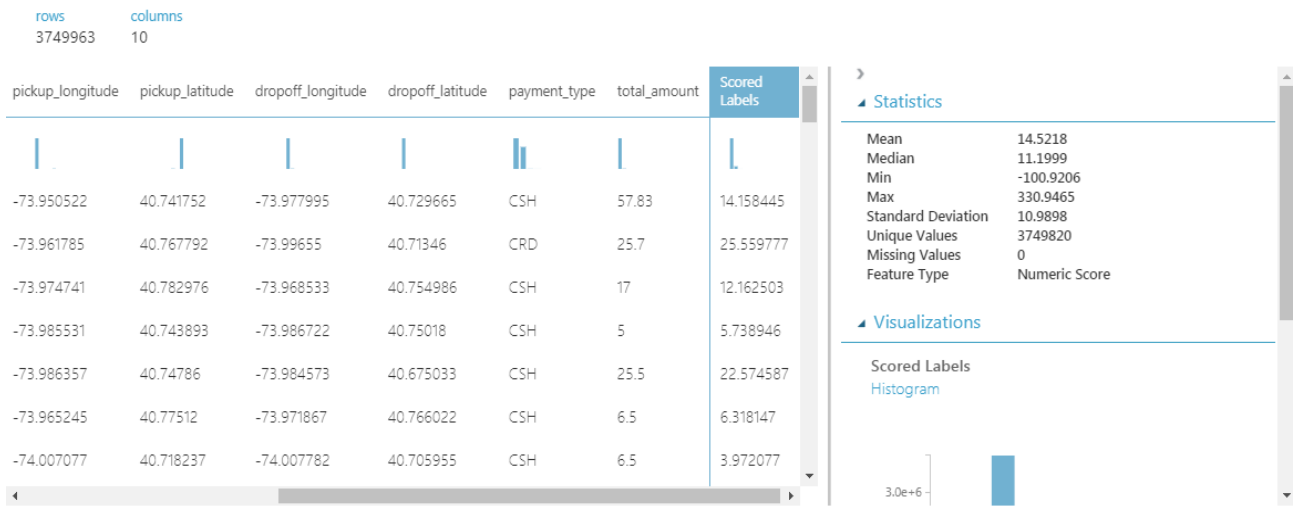 rows columns
3749963 10
pickup_longitude pickup_latitude dropoff_longitude dropoff_latitude payment_type total_amount Scored Labels
-73.950522 40.741752 -73.977995 40.729665 CSH 57.83 14.158445
-73.961785 40.767792 -73.99655 40.71346 CRD 25.7 25.559777
-73.974741 40.782976 -73.968533 40.754986 CSH 17 12.162503
-73.985531 40.743893 -73.986722 40.75018 CSH 5 5.738946
-73.986357 40.74786 -73.984573 40.675033 CSH 25.5 22.574587
-73.965245 40.77512 -73.971867 40.766022 CSH 6.5 6.318147
-74.007077 40.718237 -74.007782 40.705955 CSH 6.5 3.972077
Statistics
Mean 14.5218
Median 11.1999
Min -100.9206
Max 330.9465
Standard Deviation 10.9898
Unique Values 3749820
Missing Values 0
Feature Type Numeric Score
Visualizations
Scored Labels
Histogram
3.0e+6